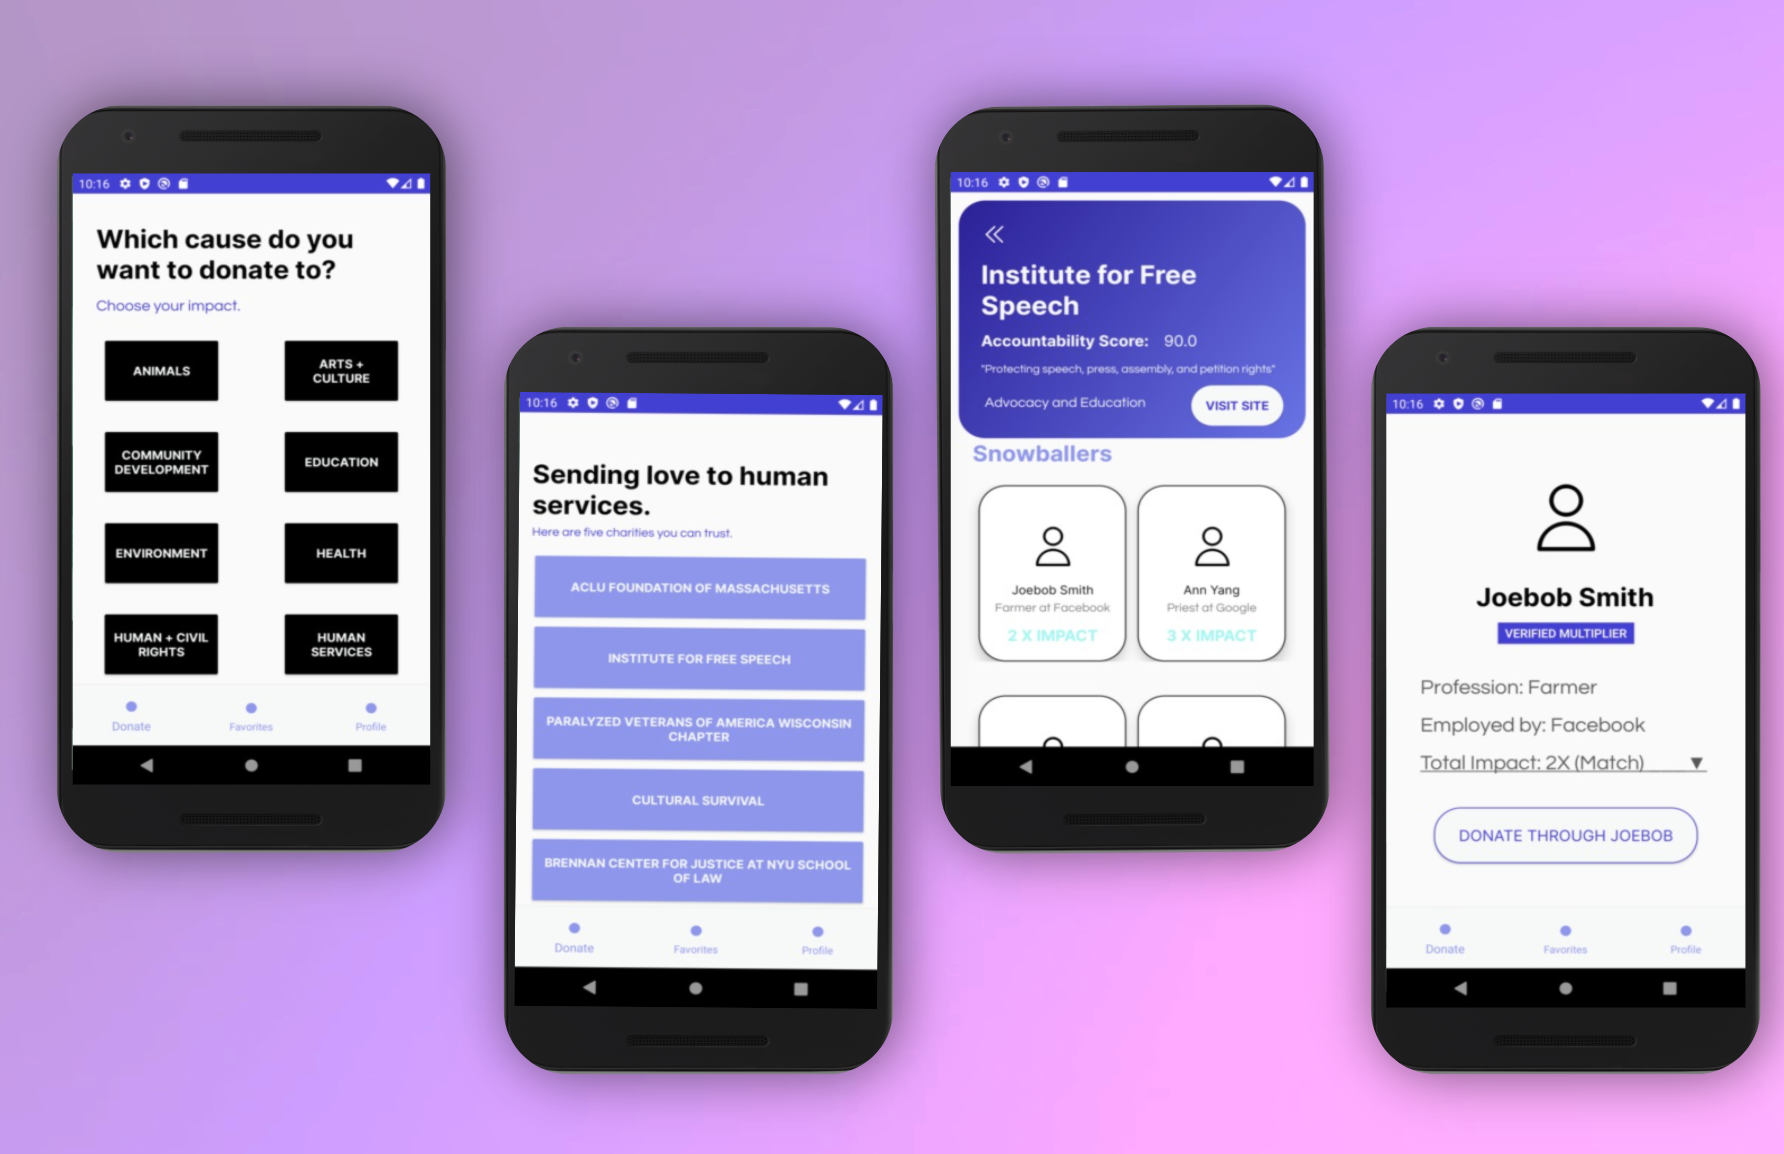 10:16
Which cause do you
want to donate to?
Choose your impact.
ANIMALS
ARTS +
CULTURE
COMMUNITY
DEVELOPMENT
EDUCATION
ENVIRONMENT
HEALTH
HUMAN + CIVIL
RIGHTS
HUMAN
SERVICES
Donate
Favorites
Profile
10:16
Sending love to human
services.
Here are five charities you can trust.
ACLU FOUNDATION OF MASSACHUSETTS
INSTITUTE FOR FREE SPEECH
PARALYZED VETERANS OF AMERICA WISCONSIN
CHAPTER
CULTURAL SURVIVAL
BRENNAN CENTER FOR JUSTICE AT NYU SCHOOL
OF LAW
Donate
Favorites
Profile
10:16
Institute for Free
Speech
Accountability Score: 90.0
"Protecting speech, press, assembly, and petition rights"
Advocacy and Education
VISIT SITE
Snowballers
Joebob Smith
Farmer at Facebook
2 X IMPACT
Ann Yang
Priest at Google
3 X IMPACT
10:16
Joebob Smith
VERIFIED MULTIPLIER
Profession: Farmer
Employed by: Facebook
Total Impact: 2X (Match)
DONATE THROUGH JOEBOB
Donate
Favorites
Profile